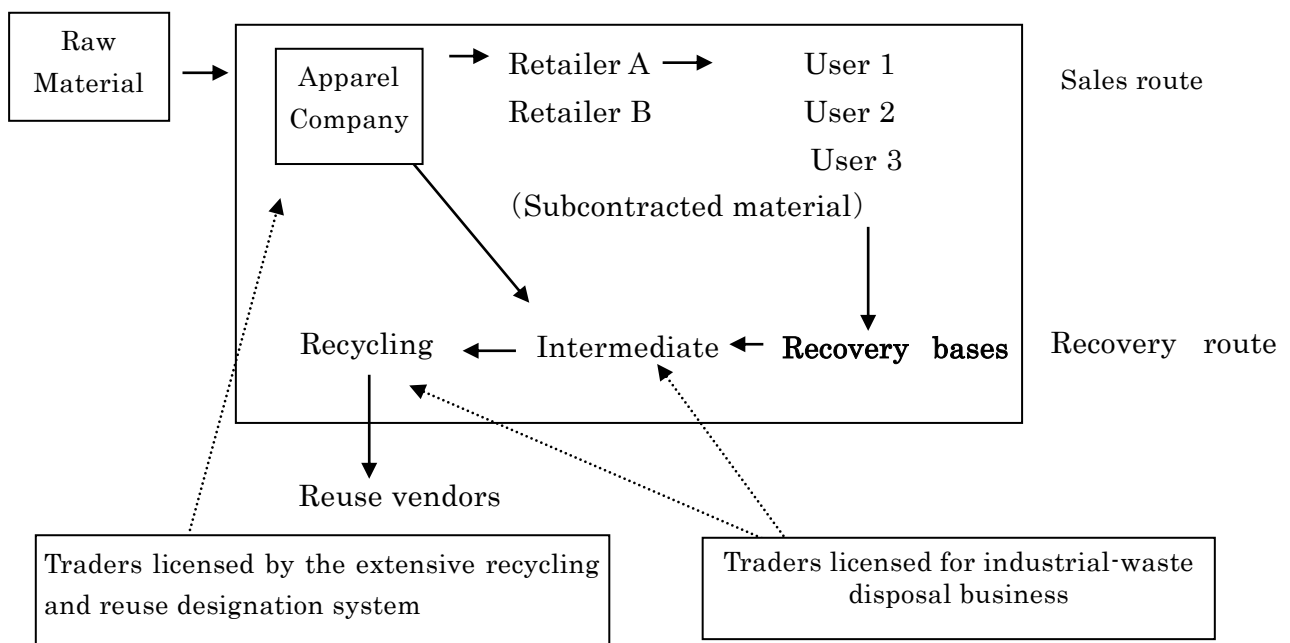 Raw
Material
Apparel
Company
Retailer A
User 1
Sales route
Retailer B
User 2
User 3
（Subcontracted material）
Recycling
Intermediate
Recovery bases
Recovery route
Reuse vendors
Traders licensed by the extensive recycling
and reuse designation system
Traders licensed for industrial-waste
disposal business